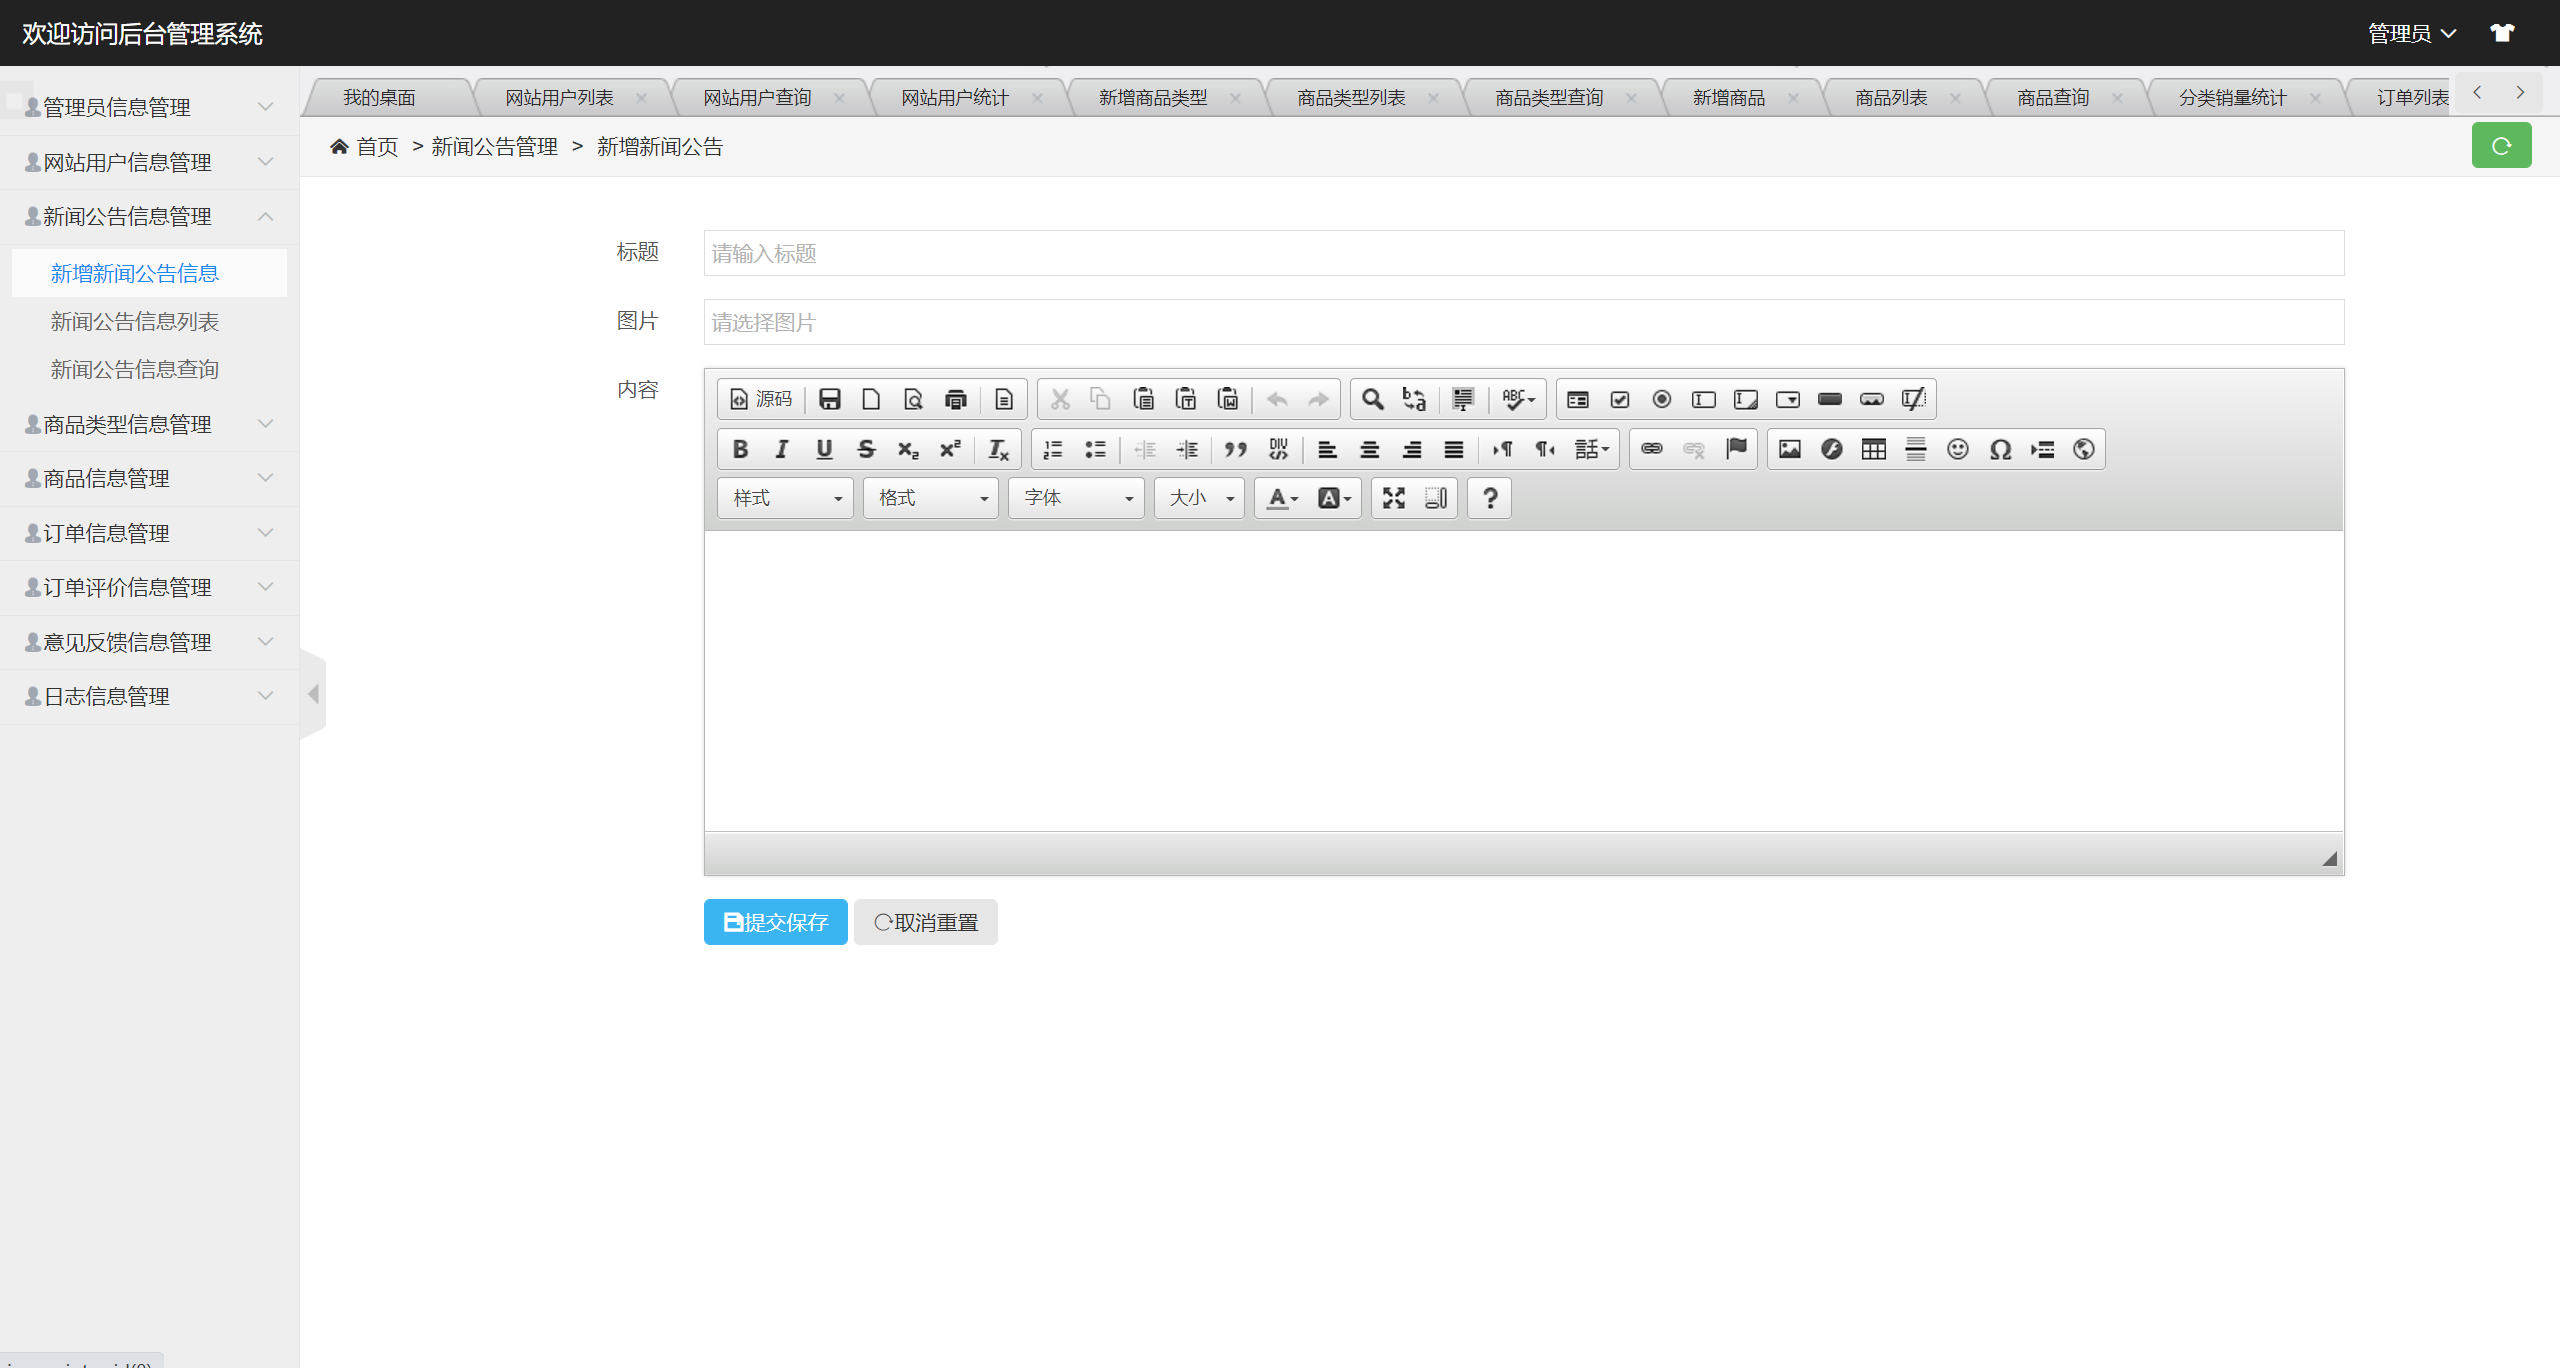 欢迎访问后台管理系统
管理员
管理员信息管理
网站用户信息管理
新闻公告信息管理
新增新闻公告信息
新闻公告信息列表
新闻公告信息查询
商品类型信息管理
商品信息管理
订单信息管理
订单评价信息管理
意见反馈信息管理
日志信息管理
我的桌面 网站用户列表 网站用户查询 网站用户统计 新增商品类型 商品类型列表 商品类型查询 新增商品 商品列表 商品查询 分类销量统计 订单列表
首页 > 新闻公告管理 > 新增新闻公告
标题 请输入标题
图片 请选择图片
内容
源码
样式 格式 字体 大小
提交保存 取消重置